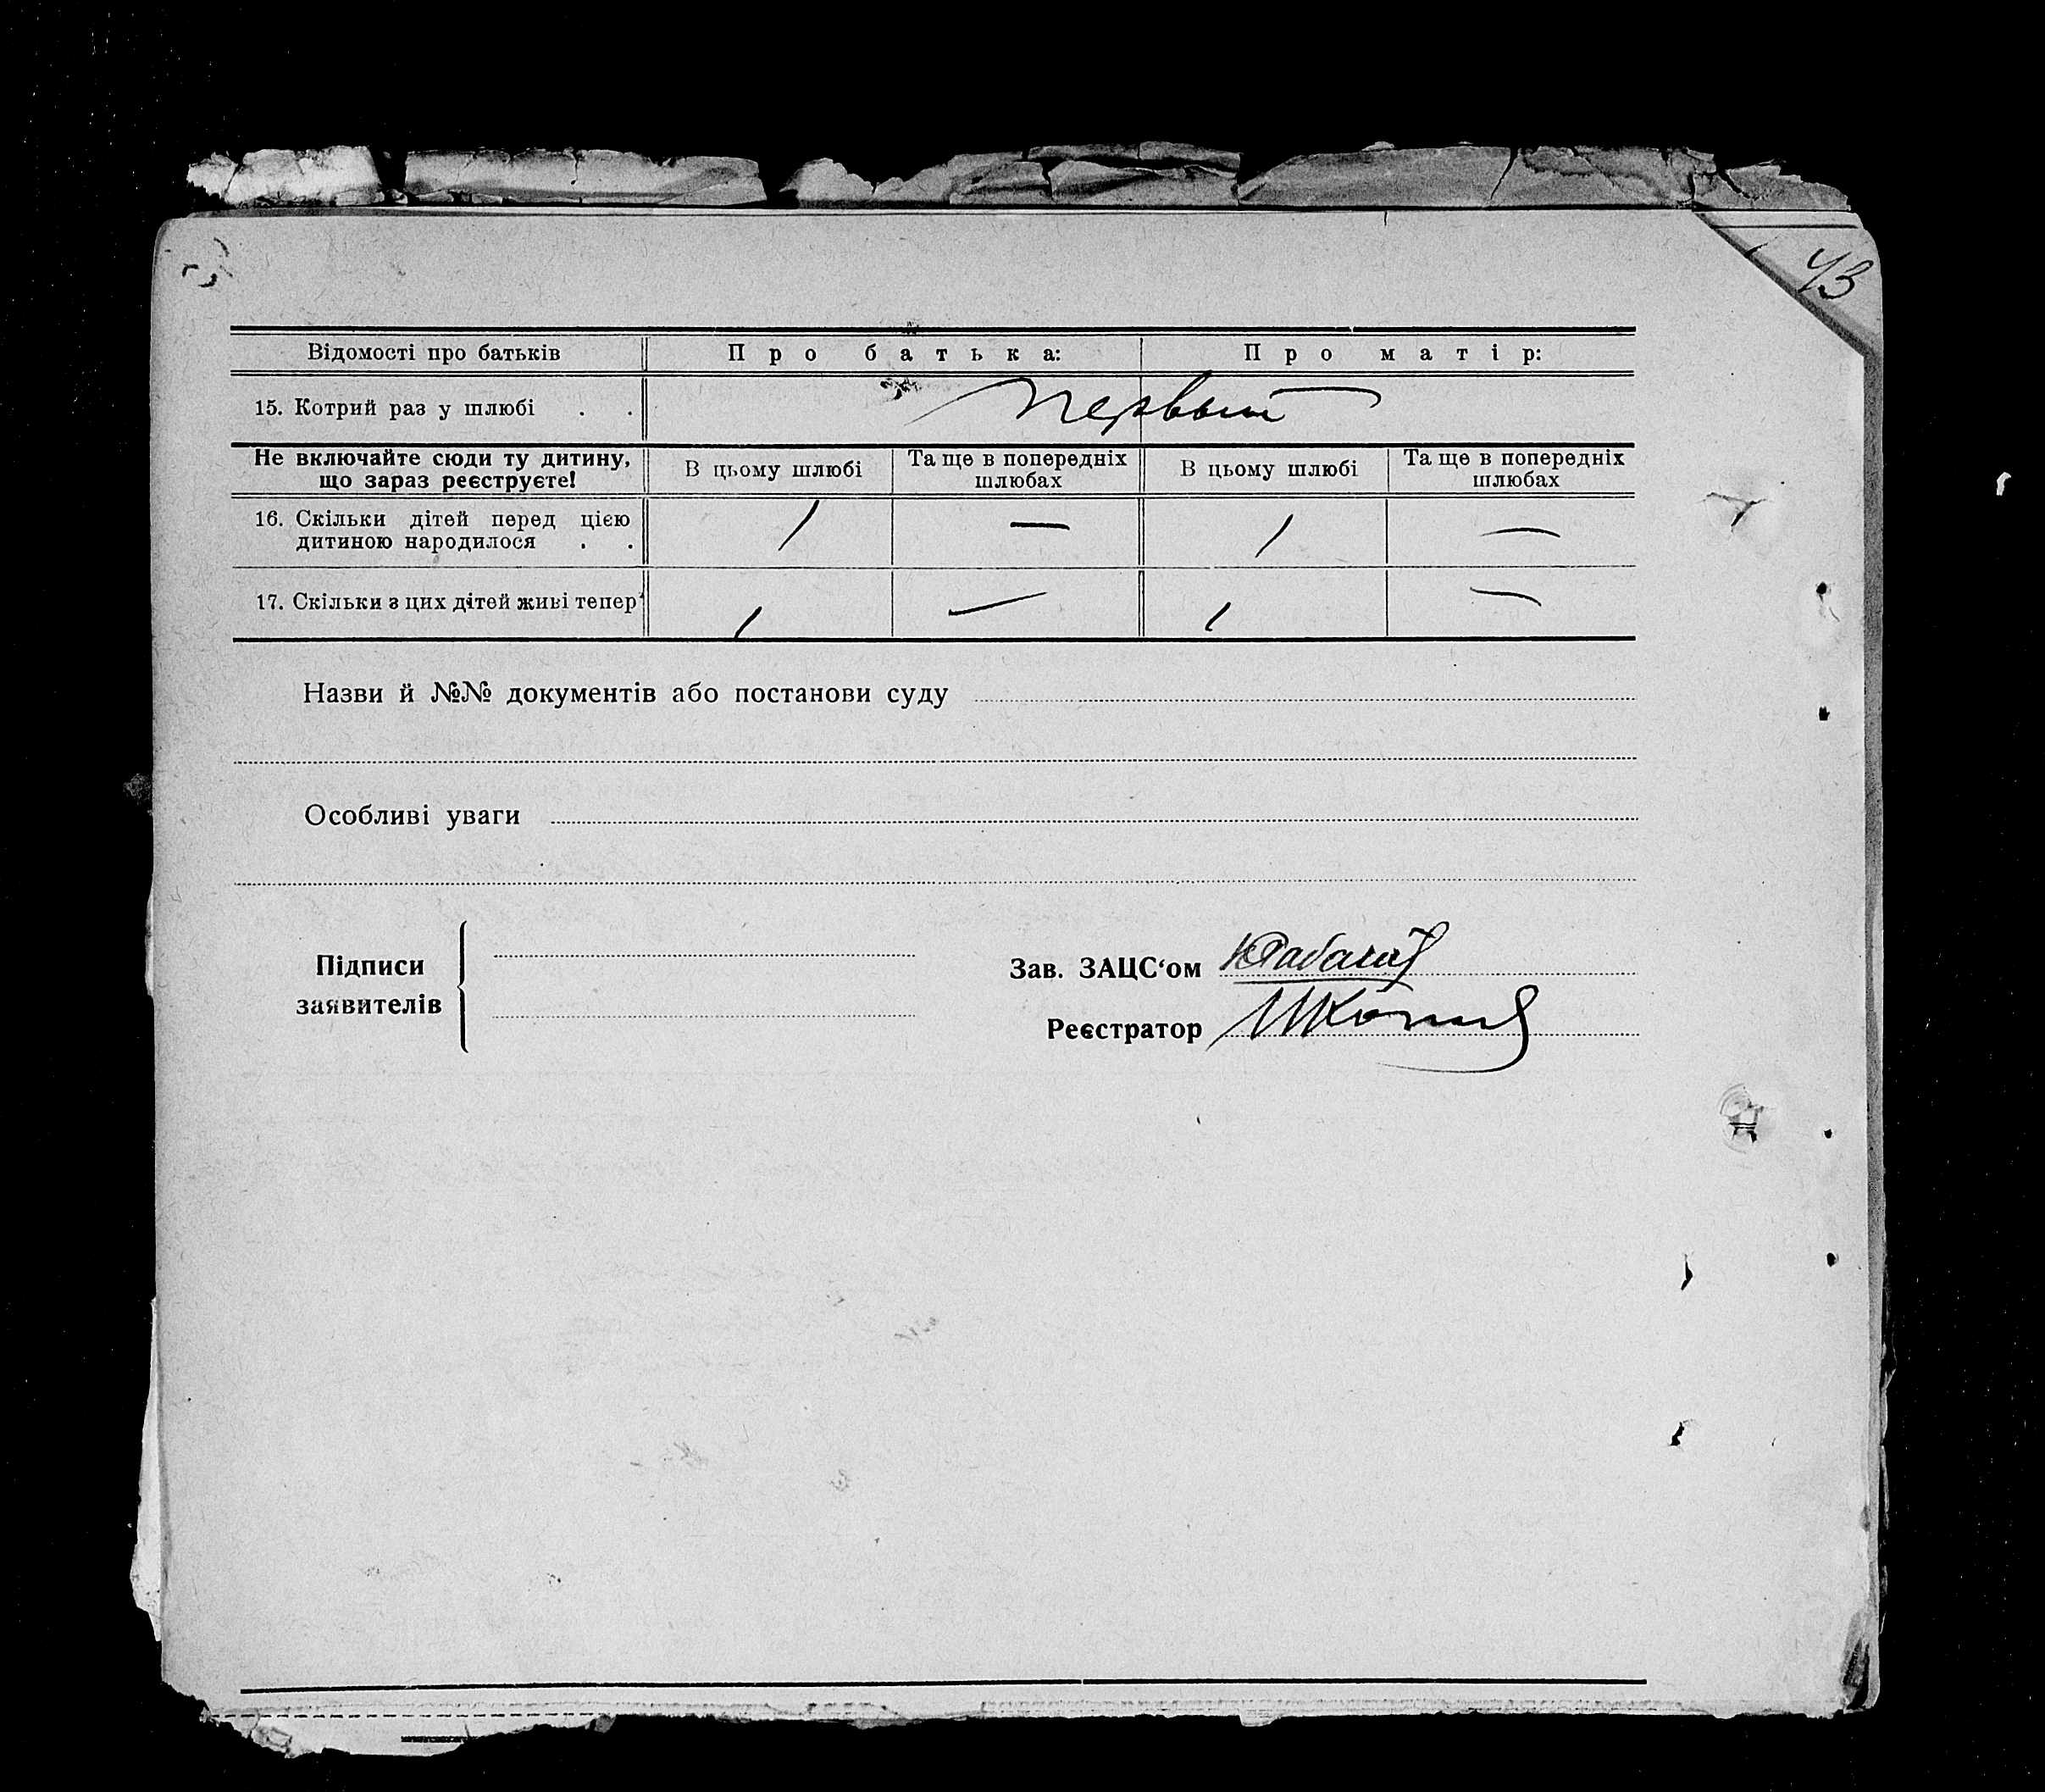 43
Відомості про батьків Про батька: Про матір:
15. Котрий раз у шлюбі . . первый
Не включайте сюди ту дитину, що зараз реєструєте!
В цьому шлюбі Та ще в попередніх шлюбах В цьому шлюбі Та ще в попередніх шлюбах
16. Скільки дітей перед цією
дитиною народилося . . 1 — 1 —
17. Скільки з цих дітей живі тепер 1 — 1 —
Назви й №№ документів або постанови суду
Особливі уваги
Підписи
заявителів
Зав. ЗАЦС‘ом
Реєстратор